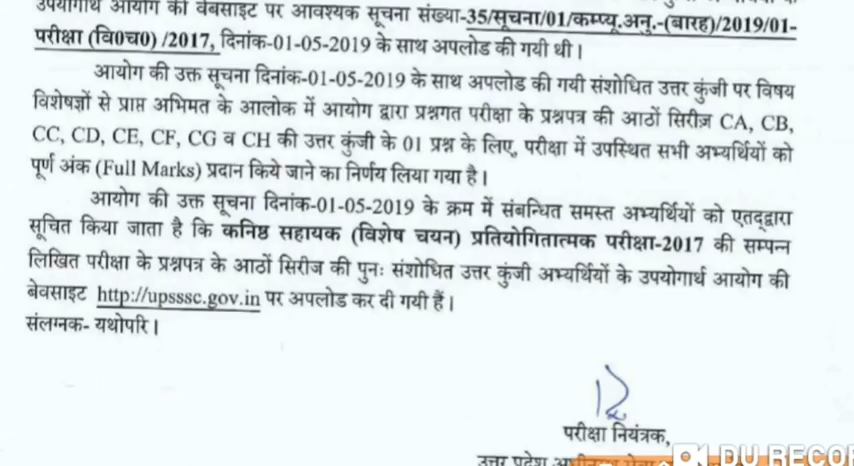 उपयोगार्थ आयोग की वेबसाइट पर आवश्यक सूचना संख्या-35/सूचना/01/कम्प्यू.अनु.-(बारह)/2019/01-
परीक्षा (वि0च0) /2017, दिनांक-01-05-2019 के साथ अपलोड की गयी थी।
आयोग की उक्त सूचना दिनांक-01-05-2019 के साथ अपलोड की गयी संशोधित उत्तर कुंजी पर विषय
विशेषज्ञों से प्राप्त अभिमत के आलोक में आयोग द्वारा प्रश्नगत परीक्षा के प्रश्नपत्र की आठों सिरीज़ CA, CB,
CC, CD, CE, CF, CG व CH की उत्तर कुंजी के 01 प्रश्न के लिए, परीक्षा में उपस्थित सभी अभ्यर्थियों को
पूर्ण अंक (Full Marks) प्रदान किये जाने का निर्णय लिया गया है।
आयोग की उक्त सूचना दिनांक-01-05-2019 के क्रम में संबन्धित समस्त अभ्यर्थियों को एतद्द्वारा
सूचित किया जाता है कि कनिष्ठ सहायक (विशेष चयन) प्रतियोगितात्मक परीक्षा-2017 की सम्पन्न
लिखित परीक्षा के प्रश्नपत्र के आठों सिरीज की पुनः संशोधित उत्तर कुंजी अभ्यर्थियों के उपयोगार्थ आयोग की
बेवसाइट http://upsssc.gov.in पर अपलोड कर दी गयी हैं।
संलग्नक- यथोपरि।
परीक्षा नियंत्रक,
उत्तर प्रदेश
DU RECOR